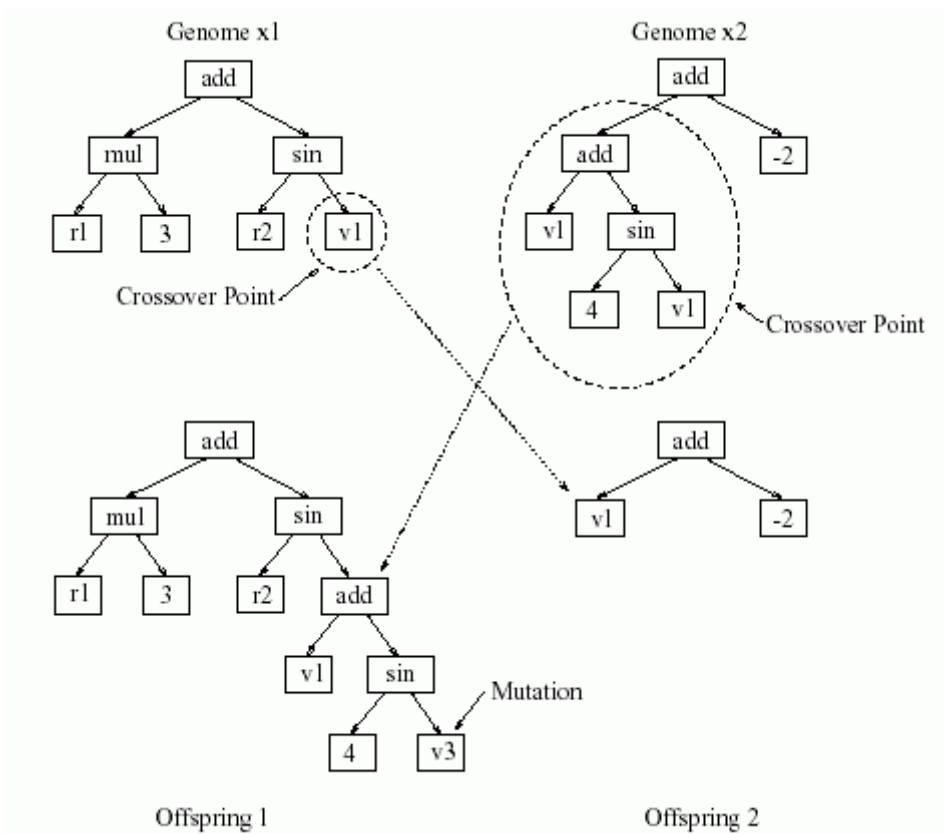 Genome x1
Genome x2
add
add
mul
sin
add
-2
r1
3
r2
v1
v1
sin
4
v1
Crossover Point
Crossover Point
add
add
mul
sin
v1
-2
r1
3
r2
add
v1
sin
Mutation
4
v3
Offspring 1
Offspring 2